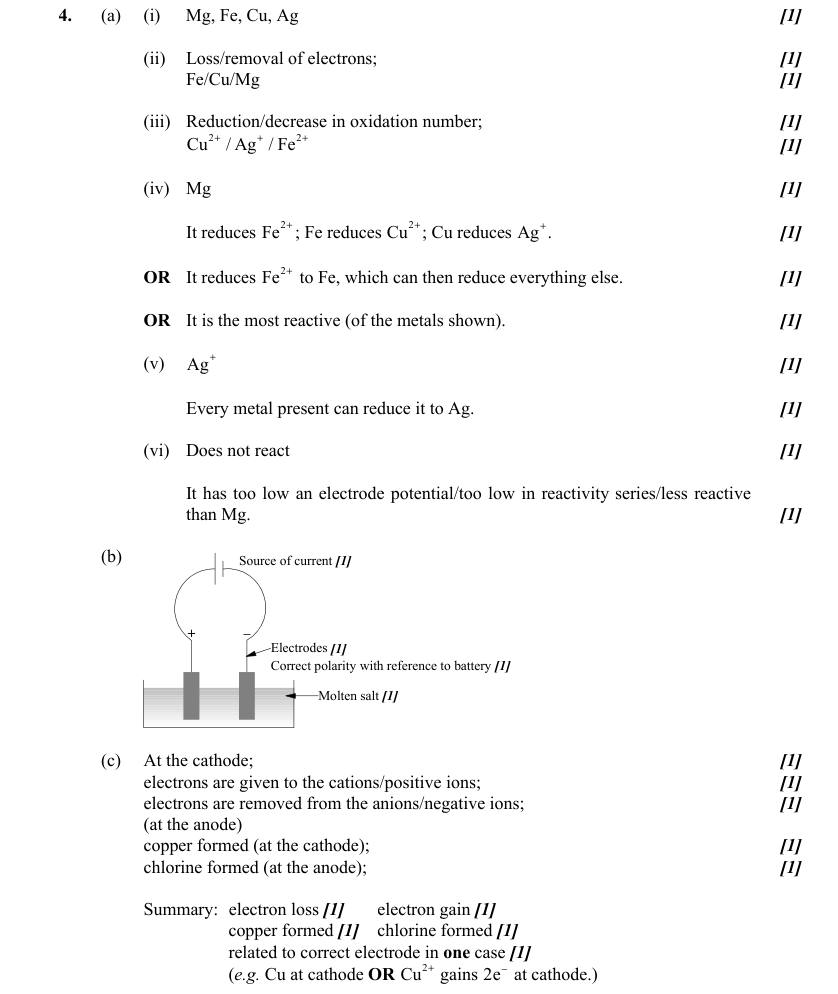 4. (a) (i) Mg, Fe, Cu, Ag [1]
(ii) Loss/removal of electrons; [1]
Fe/Cu/Mg [1]
(iii) Reduction/decrease in oxidation number; [1]
Cu²⁺ / Ag⁺ / Fe²⁺ [1]
(iv) Mg [1]
It reduces Fe²⁺; Fe reduces Cu²⁺; Cu reduces Ag⁺. [1]
OR It reduces Fe²⁺ to Fe, which can then reduce everything else. [1]
OR It is the most reactive (of the metals shown). [1]
(v) Ag⁺ [1]
Every metal present can reduce it to Ag. [1]
(vi) Does not react [1]
It has too low an electrode potential/too low in reactivity series/less reactive
than Mg. [1]
(b) Source of current [1]
+ −
Electrodes [1]
Correct polarity with reference to battery [1]
Molten salt [1]
(c) At the cathode; [1]
electrons are given to the cations/positive ions; [1]
electrons are removed from the anions/negative ions; [1]
(at the anode)
copper formed (at the cathode); [1]
chlorine formed (at the anode); [1]
Summary: electron loss [1] electron gain [1]
copper formed [1] chlorine formed [1]
related to correct electrode in one case [1]
(e.g. Cu at cathode OR Cu²⁺ gains 2e⁻ at cathode.)